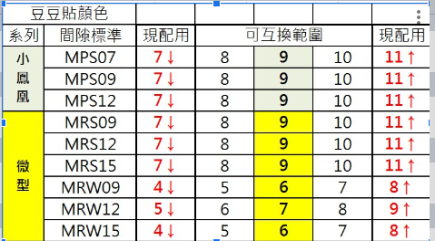 豆豆貼顏色
系列 間隙標準 現配用 可互換範圍 現配用
小鳳凰 MPS07 7↓ 8 9 10 11↑
MPS09 7↓ 8 9 10 11↑
MPS12 7↓ 8 9 10 11↑
微型 MRS09 7↓ 8 9 10 11↑
MRS12 7↓ 8 9 10 11↑
MRS15 7↓ 8 9 10 11↑
MRW09 4↓ 5 6 7 8↑
MRW12 5↓ 6 7 8 9↑
MRW15 4↓ 5 6 7 8↑